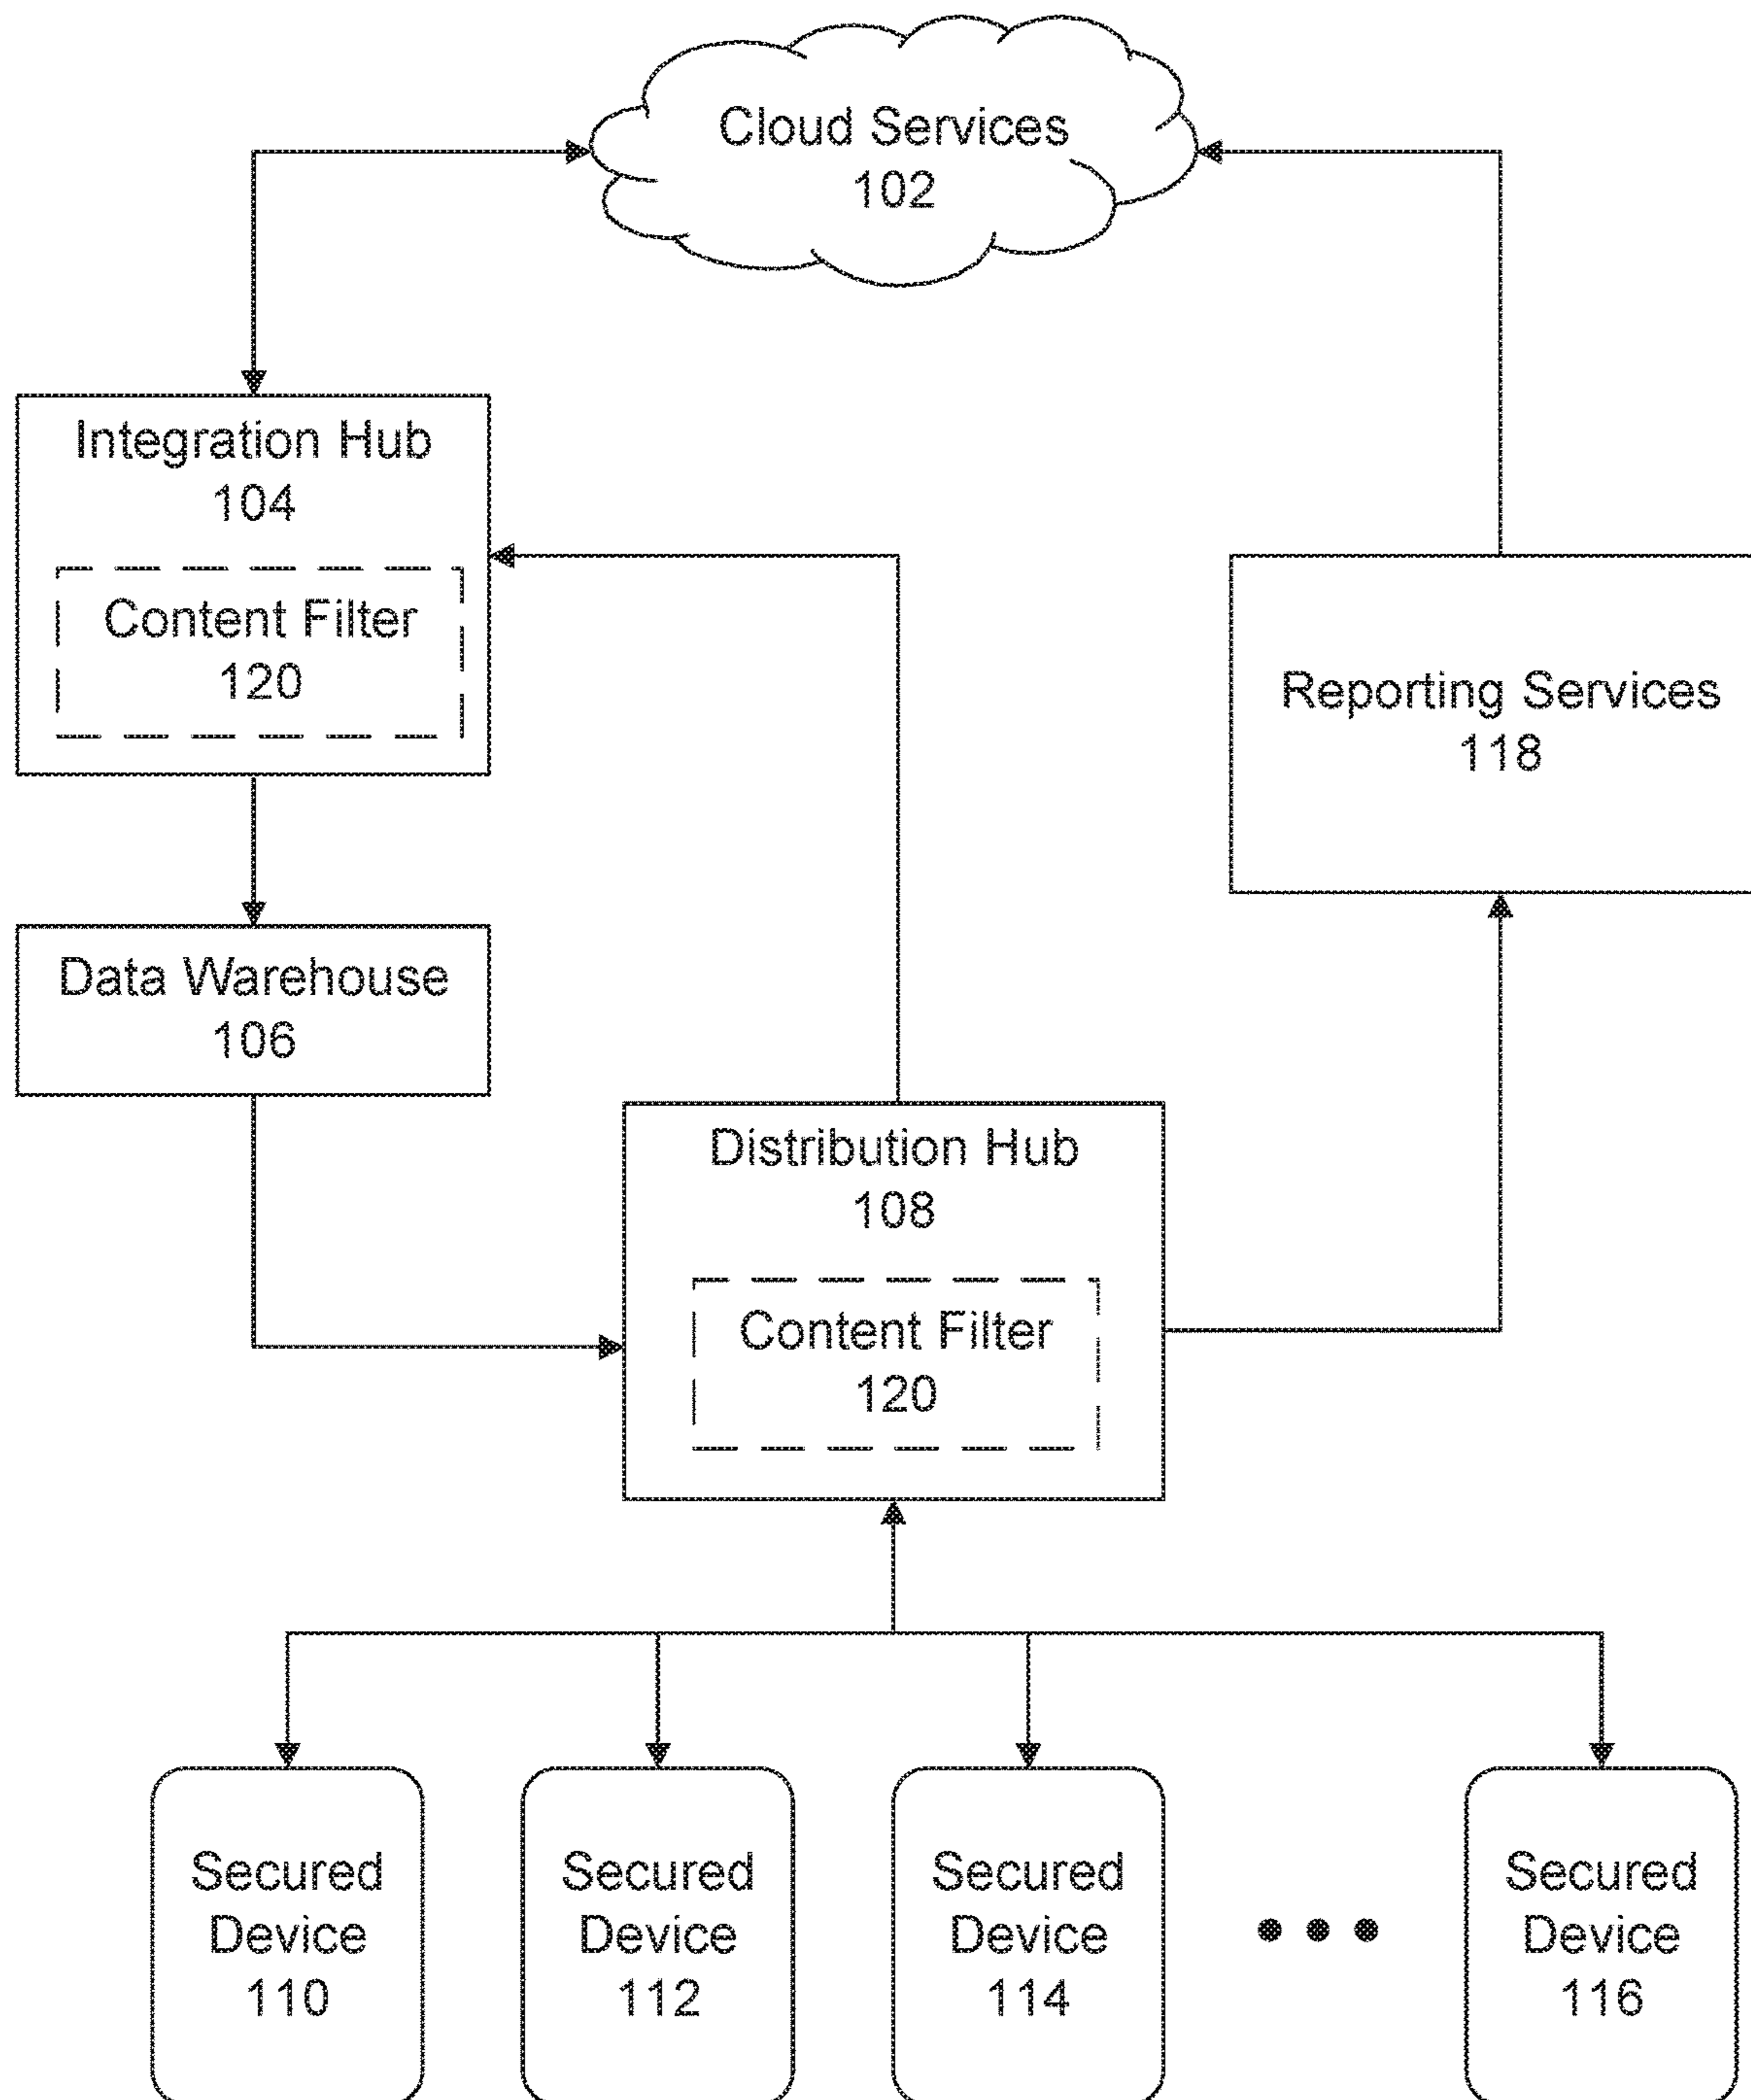 Cloud Services
102
Integration Hub
104
Content Filter
120
Reporting Services
118
Data Warehouse
106
Distribution Hub
108
Content Filter
120
Secured
Device
110
Secured
Device
112
Secured
Device
114
Secured
Device
116